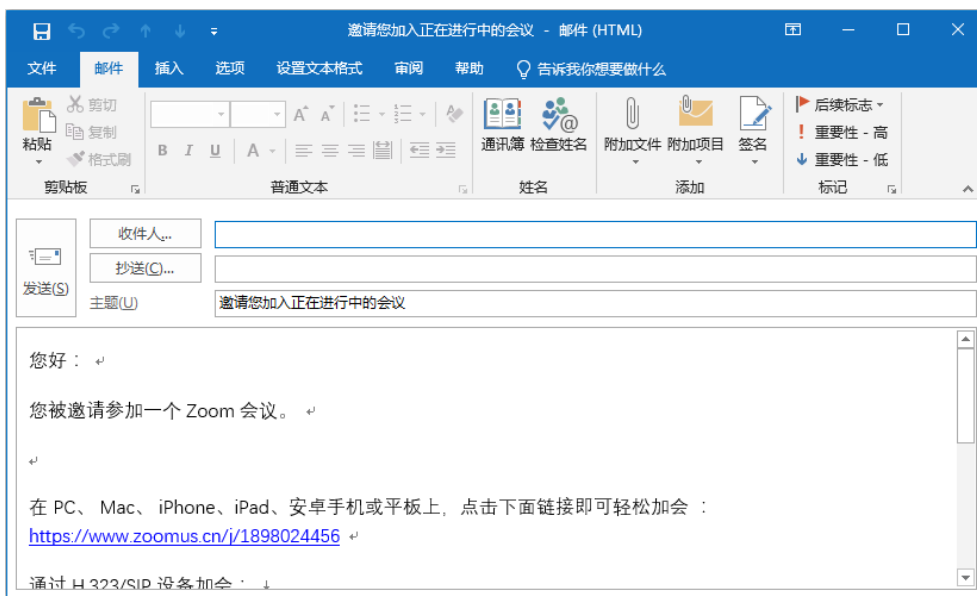 邀请您加入正在进行中的会议 - 邮件 (HTML)
文件 邮件 插入 选项 设置文本格式 审阅 帮助 告诉我你想要做什么
剪切
复制
粘贴
格式刷
B I U A
通讯簿 检查姓名 附加文件 附加项目 签名
后续标志
重要性 - 高
重要性 - 低
剪贴板 普通文本 姓名 添加 标记
收件人...
抄送(C)...
发送(S)
主题(U) 邀请您加入正在进行中的会议
您好：
您被邀请参加一个 Zoom 会议。
在 PC、 Mac、 iPhone、iPad、安卓手机或平板上，点击下面链接即可轻松加会 ：
https://www.zoomus.cn/j/1898024456
通过 H.323/SIP 设备加会：